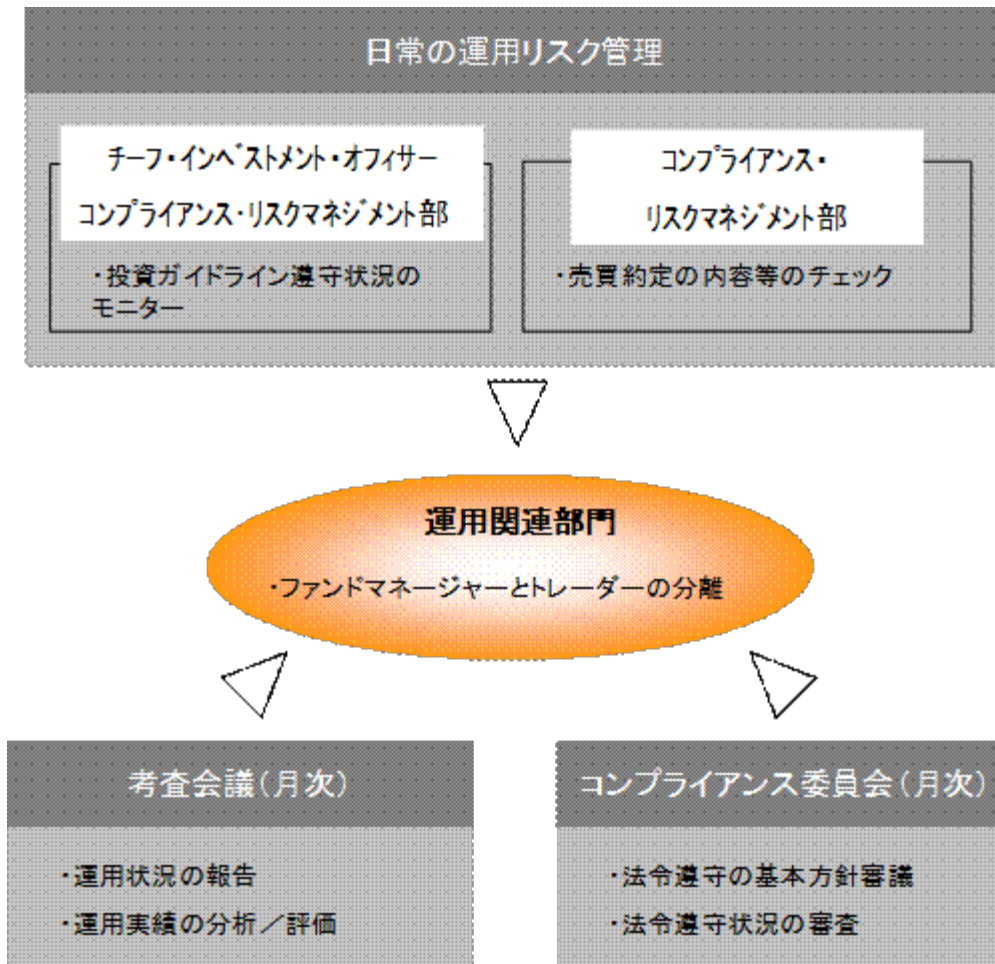 日常の運用リスク管理
チーフ・インベストメント・オフィサー
コンプライアンス・リスクマネジメント部
・投資ガイドライン遵守状況の
モニター
コンプライアンス・
リスクマネジメント部
・売買約定の内容等のチェック
運用関連部門
・ファンドマネージャーとトレーダーの分離
考査会議(月次)
・運用状況の報告
・運用実績の分析／評価
コンプライアンス委員会(月次)
・法令遵守の基本方針審議
・法令遵守状況の審査